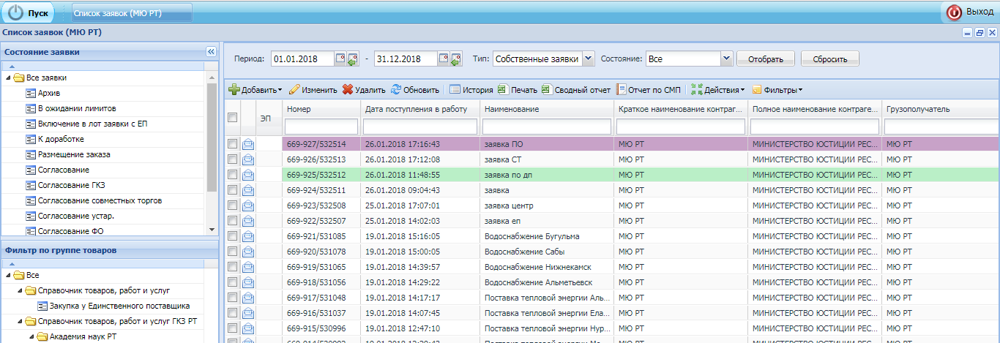 Пуск
Список заявок (МЮ РТ)
Выход
Список заявок (МЮ РТ)
Состояние заявки
Все заявки
Архив
В ожидании лимитов
Включение в лот заявки с ЕП
К доработке
Размещение заказа
Согласование
Согласование ГКЗ
Согласование совместных торгов
Согласование устар.
Согласование ФО
Фильтр по группе товаров
Все
Справочник товаров, работ и услуг
Закупка у Единственного поставщика
Справочник товаров, работ и услуг ГКЗ РТ
Академия наук РТ
Период: 01.01.2018 - 31.12.2018 Тип: Собственные заявки Состояние: Все Отобрать Сбросить
Добавить Изменить Удалить Обновить История Печать Сводный отчет Отчет по СМП Действия Фильтры
ЭП Номер Дата поступления в работу Наименование Краткое наименование контраг... Полное наименование контраге... Грузополучатель
669-927/532514 26.01.2018 17:16:43 заявка ПО МЮ РТ МИНИСТЕРСТВО ЮСТИЦИИ РЕС... МЮ РТ
669-926/532513 26.01.2018 17:12:08 заявка СТ МЮ РТ МИНИСТЕРСТВО ЮСТИЦИИ РЕС... МЮ РТ
669-925/532512 26.01.2018 11:48:55 заявка по дп МЮ РТ МИНИСТЕРСТВО ЮСТИЦИИ РЕС... МЮ РТ
669-924/532511 26.01.2018 09:04:43 заявка МЮ РТ МИНИСТЕРСТВО ЮСТИЦИИ РЕС... МЮ РТ
669-923/532508 25.01.2018 17:07:01 заявка центр МЮ РТ МИНИСТЕРСТВО ЮСТИЦИИ РЕС... МЮ РТ
669-922/532507 25.01.2018 14:02:03 заявка еп МЮ РТ МИНИСТЕРСТВО ЮСТИЦИИ РЕС... МЮ РТ
669-921/531085 19.01.2018 15:16:05 Водоснабжение Бугульма МЮ РТ МИНИСТЕРСТВО ЮСТИЦИИ РЕС... МЮ РТ
669-920/531078 19.01.2018 15:00:05 Водоснабжение Сабы МЮ РТ МИНИСТЕРСТВО ЮСТИЦИИ РЕС... МЮ РТ
669-919/531065 19.01.2018 14:39:57 Водоснабжение Нижнекамск МЮ РТ МИНИСТЕРСТВО ЮСТИЦИИ РЕС... МЮ РТ
669-918/531056 19.01.2018 14:29:22 Водоснабжение Альметьевск МЮ РТ МИНИСТЕРСТВО ЮСТИЦИИ РЕС... МЮ РТ
669-917/531048 19.01.2018 14:17:17 Поставка тепловой энергии Аль... МЮ РТ МИНИСТЕРСТВО ЮСТИЦИИ РЕС... МЮ РТ
669-916/531037 19.01.2018 14:07:45 Поставка тепловой энергии Ела... МЮ РТ МИНИСТЕРСТВО ЮСТИЦИИ РЕС... МЮ РТ
669-915/530996 19.01.2018 12:47:10 Поставка тепловой энергии Нур... МЮ РТ МИНИСТЕРСТВО ЮСТИЦИИ РЕС... МЮ РТ